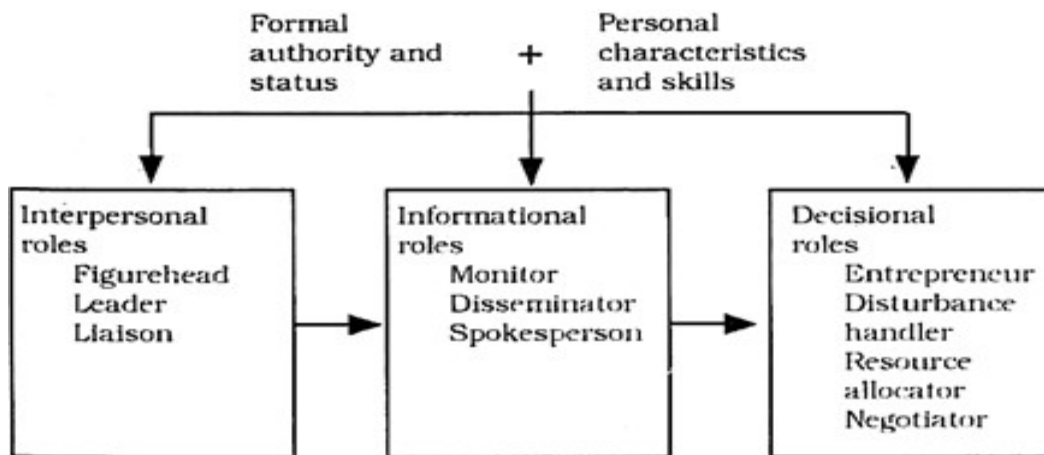 Formal
authority and
status
+
Personal
characteristics
and skills
Interpersonal
roles
Figurehead
Leader
Liaison
Informational
roles
Monitor
Disseminator
Spokesperson
Decisional
roles
Entrepreneur
Disturbance
handler
Resource
allocator
Negotiator